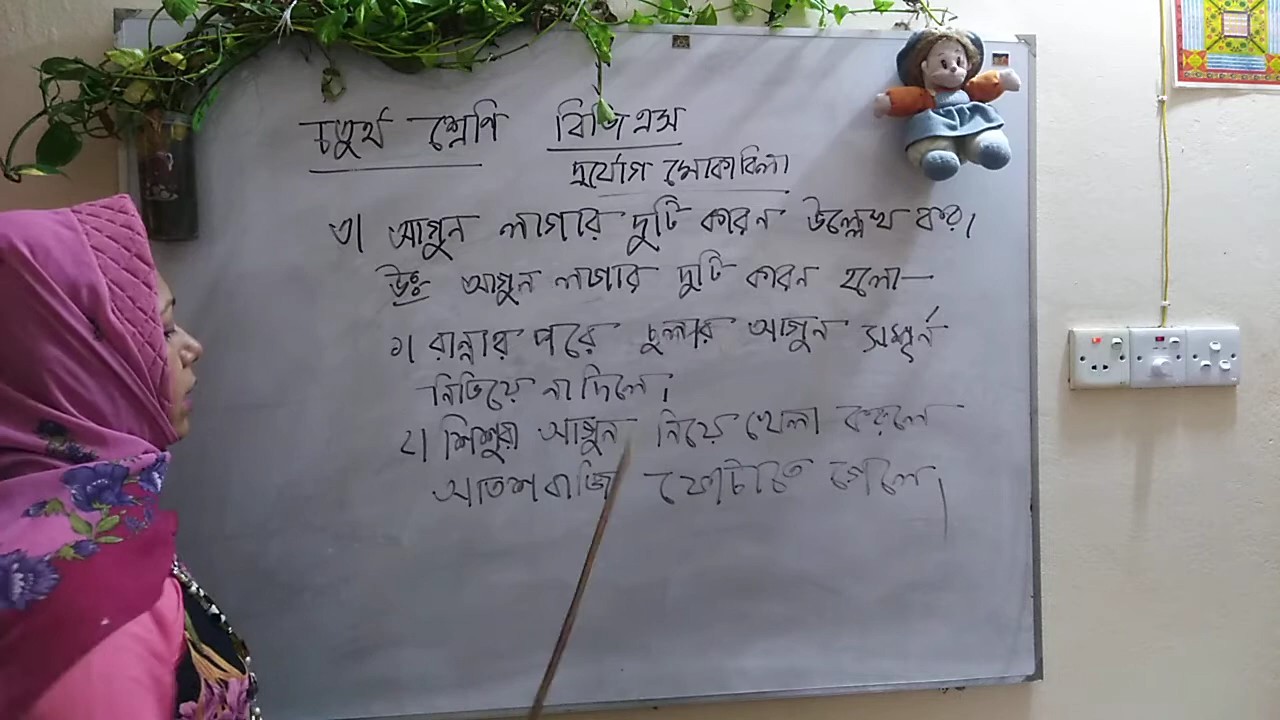 চতুর্থ শ্রেণি বিজিএস
দুর্যোগ মোকাবিলা
৩। আগুন লাগার দুটি কারন উল্লেখ কর।
উঃ আগুন লাগার দুটি কারন হলো—
১। রান্নার পরে চুলার আগুন সম্পূর্ন
নিভিয়ে না দিলে।
২। শিশুরা আগুন নিয়ে খেলা করলে
আতশবাজি ফোটাতে গেলে।